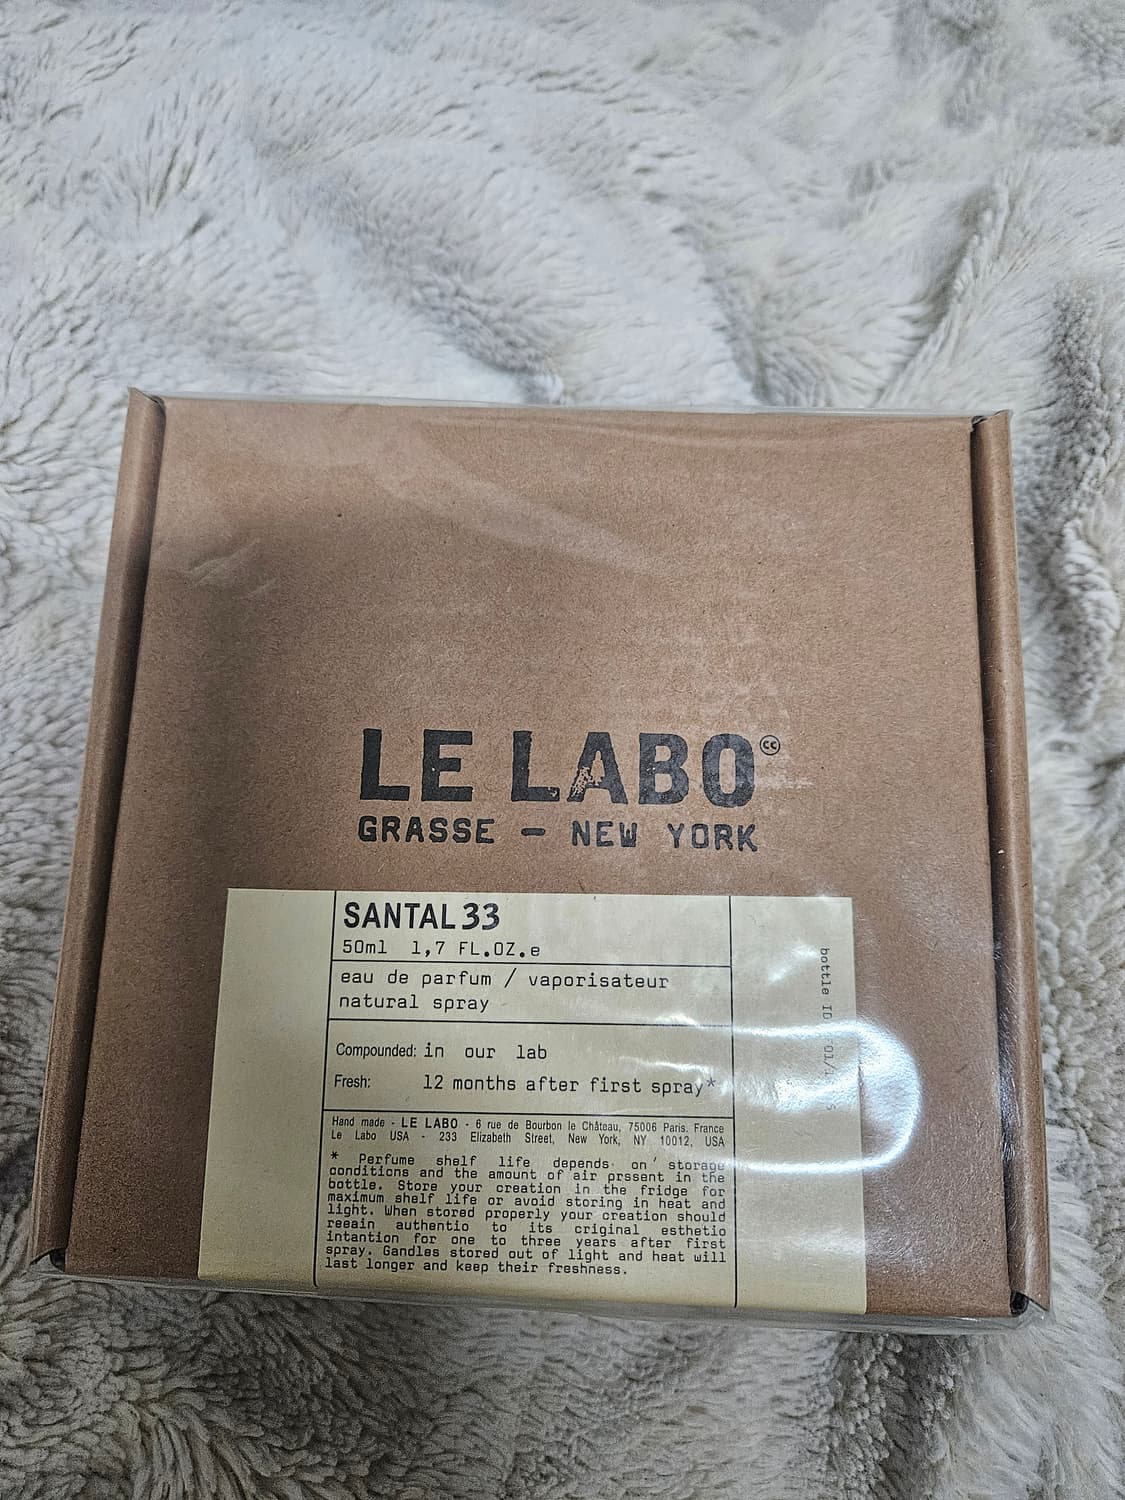 LE LABO
GRASSE – NEW YORK
SANTAL 33
50ml 1,7 FL.OZ.e
eau de parfum / vaporisateur
natural spray
Compounded: in our lab
Fresh: 12 months after first spray*
Hand made - LE LABO - 6 rue de Bourbon le Château, 75006 Paris. France
Le Labo USA - 233 Elizabeth Street, New York, NY 10012, USA
* Perfume shelf life depends on storage
conditions and the amount of air prssent in the
bottle. Store your creation in the fridge for
maximum shelf life or avoid storing in heat and
light. When stored properly your creation should
reeain authentio to its criginal esthetio
intantion for one to three years after first
spray. Gandles stored out of light and heat will
last longer and keep their freshness.
bottle ID